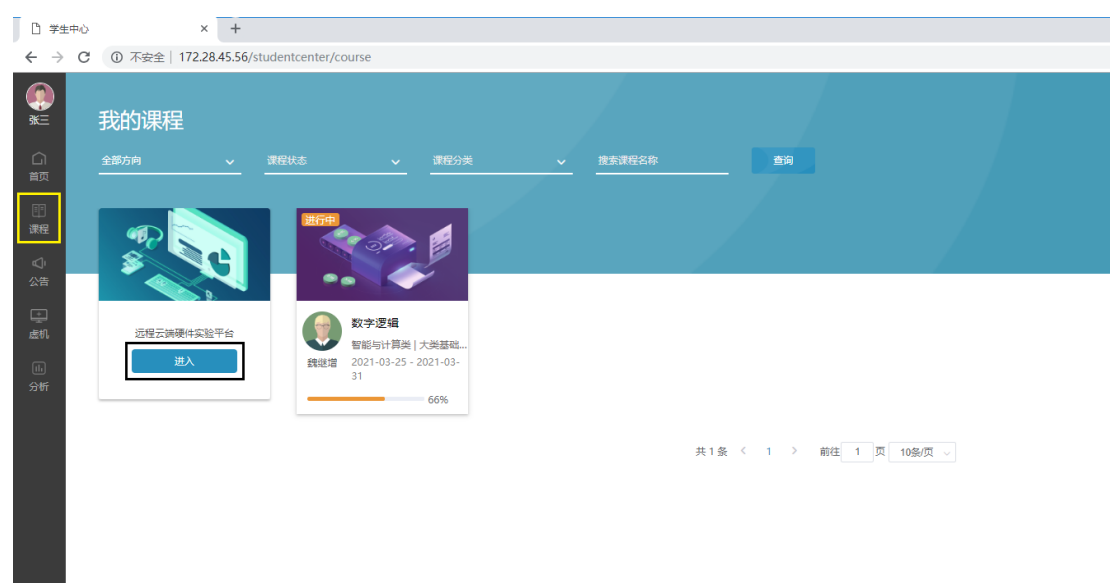 学生中心
不安全 | 172.28.45.56/studentcenter/course
张三
首页
课程
公告
虚机
分析
我的课程
全部方向 课程状态 课程分类 搜索课程名称 查询
远程云端硬件实验平台
进入
进行中
数字逻辑
智能与计算类 | 大类基础...
魏继增
2021-03-25 - 2021-03-
31
66%
共 1 条 1 前往 1 页 10条/页